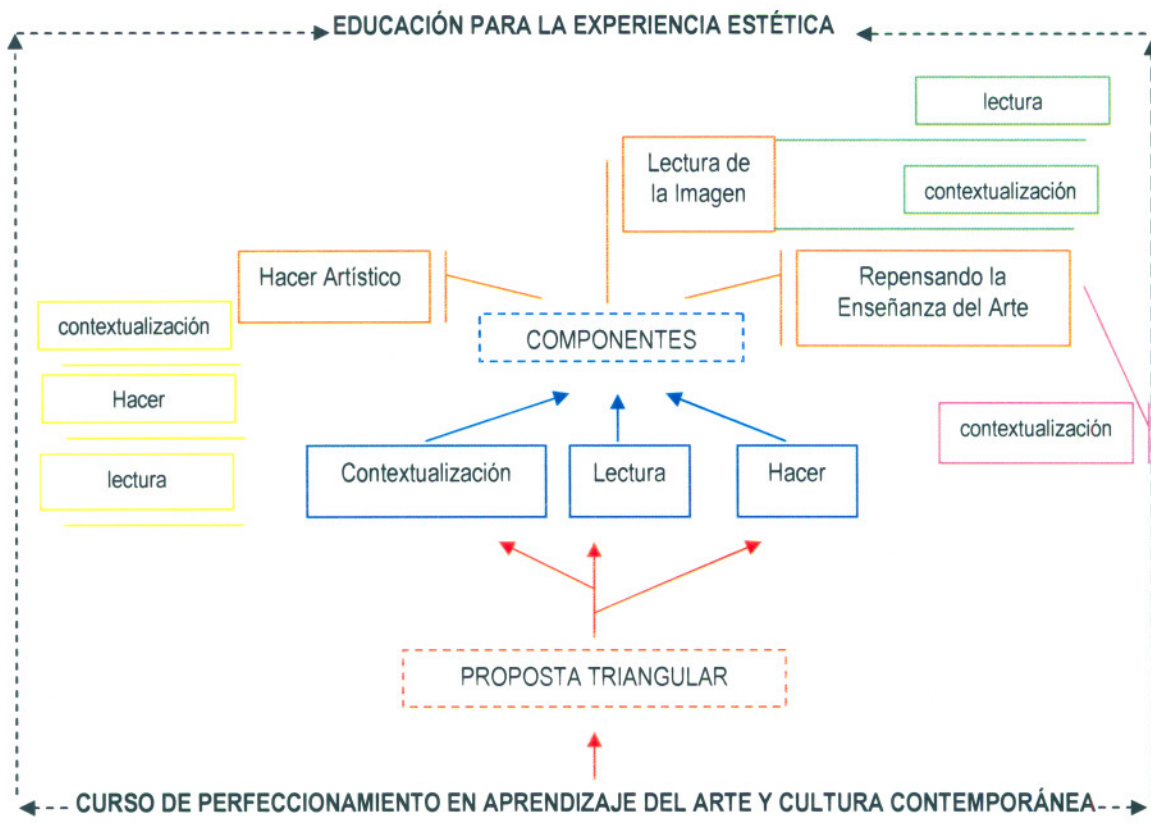 EDUCACIÓN PARA LA EXPERIENCIA ESTÉTICA
lectura
Lectura de
la Imagen
contextualización
Hacer Artístico
Repensando la
Enseñanza del Arte
contextualización
COMPONENTES
Hacer
contextualización
lectura
Contextualización
Lectura
Hacer
PROPOSTA TRIANGULAR
CURSO DE PERFECCIONAMIENTO EN APRENDIZAJE DEL ARTE Y CULTURA CONTEMPORÁNEA